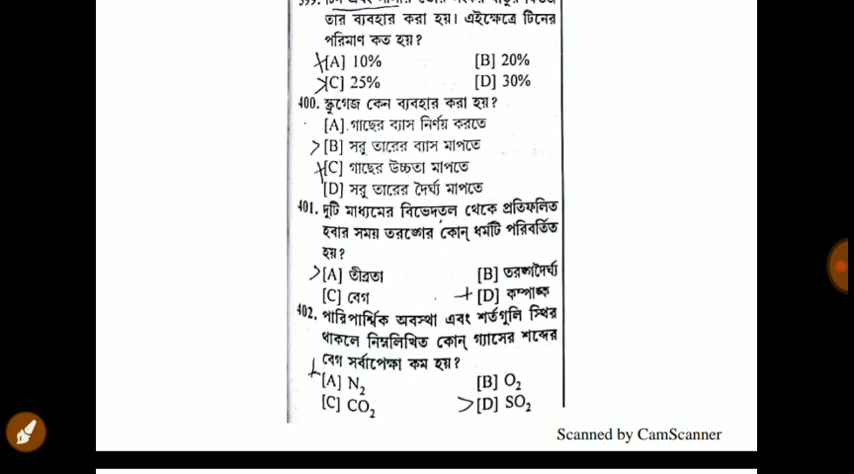 তার ব্যবহার করা হয়। এইক্ষেত্রে টিনের
পরিমাণ কত হয়?
[A] 10% [B] 20%
[C] 25% [D] 30%
400. স্ক্রুগেজ কেন ব্যবহার করা হয়?
[A] গাছের ব্যাস নির্ণয় করতে
[B] সরু তারের ব্যাস মাপতে
[C] গাছের উচ্চতা মাপতে
[D] সরু তারের দৈর্ঘ্য মাপতে
401. দুটি মাধ্যমের বিভেদতল থেকে প্রতিফলিত
হবার সময় তরঙ্গের কোন্ ধর্মটি পরিবর্তিত
হয়?
[A] তীব্রতা [B] তরঙ্গদৈর্ঘ্য
[C] বেগ [D] কম্পাঙ্ক
402. পারিপার্শ্বিক অবস্থা এবং শর্তগুলি স্থির
থাকলে নিম্নলিখিত কোন্ গ্যাসের শব্দের
বেগ সর্বাপেক্ষা কম হয়?
[A] N₂ [B] O₂
[C] CO₂ [D] SO₂
Scanned by CamScanner